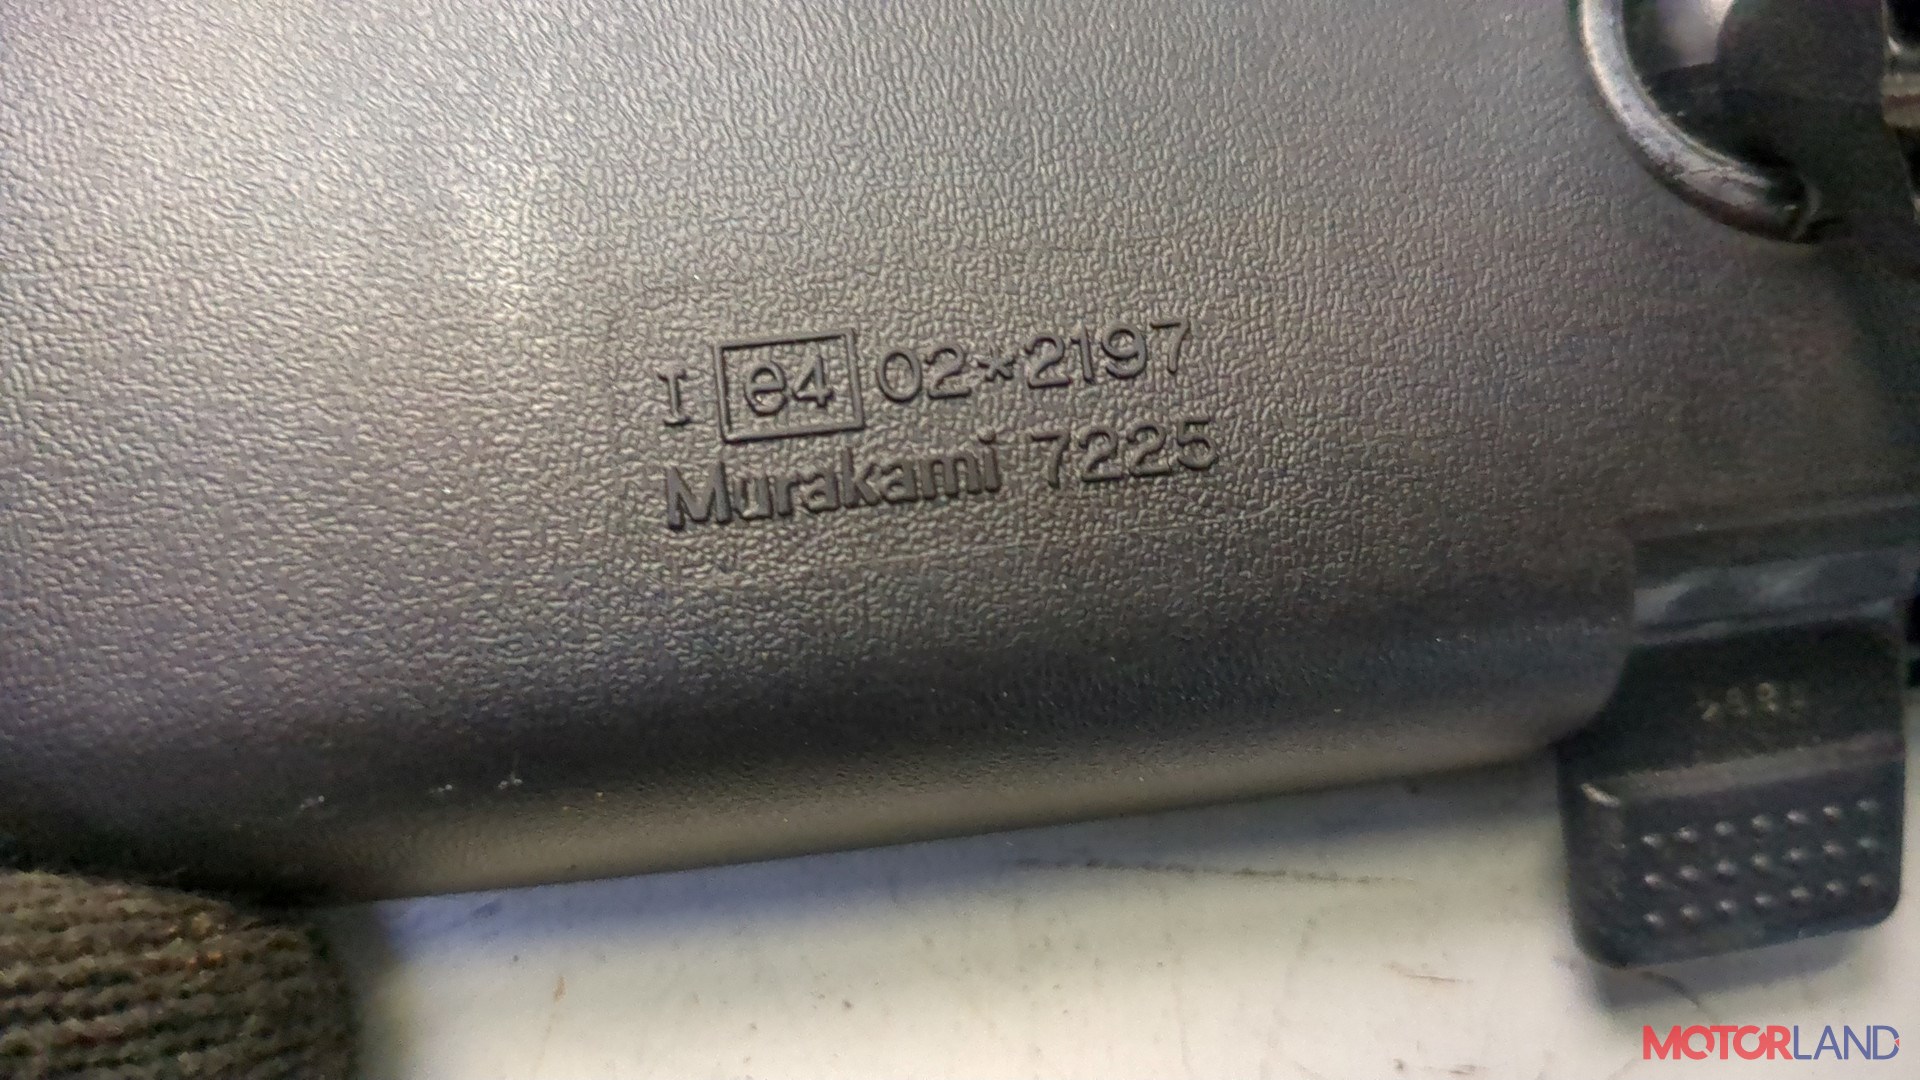 I e4 02*2197
Murakami 7225
MOTORLAND